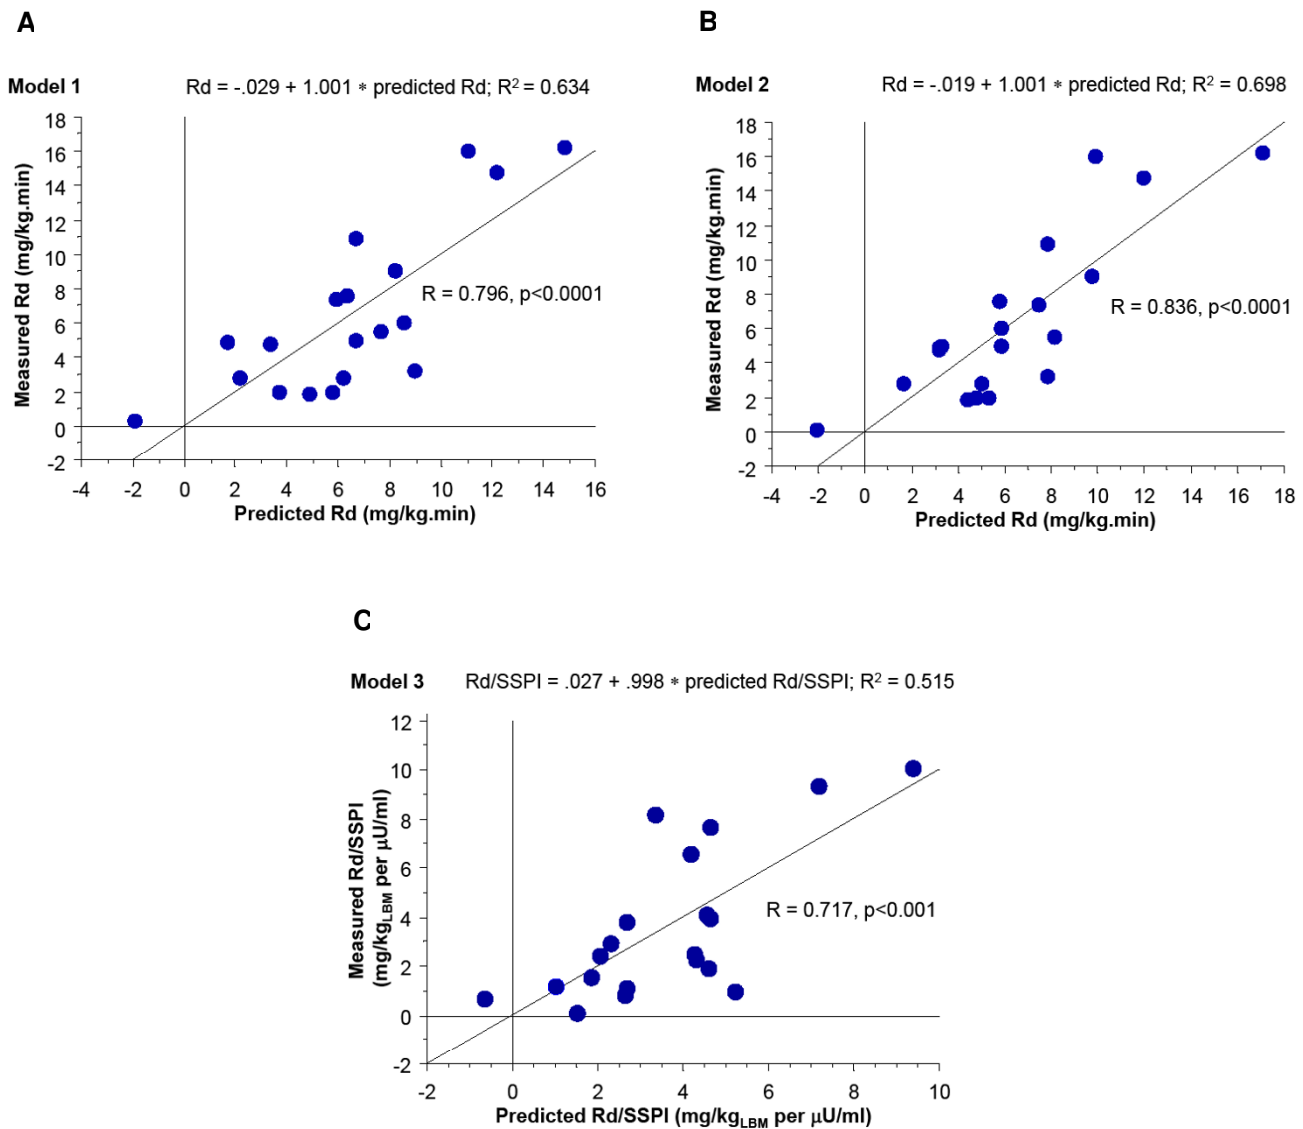 A
Model 1
Rd = -.029 + 1.001 * predicted Rd; R² = 0.634
18
16
14
12
10
8
6
4
2
0
-2
Measured Rd (mg/kg.min)
R = 0.796, p<0.0001
-4 -2 0 2 4 6 8 10 12 14 16
Predicted Rd (mg/kg.min)
B
Model 2
Rd = -.019 + 1.001 * predicted Rd; R² = 0.698
18
16
14
12
10
8
6
4
2
0
-2
Measured Rd (mg/kg.min)
R = 0.836, p<0.0001
-4 -2 0 2 4 6 8 10 12 14 16 18
Predicted Rd (mg/kg.min)
C
Model 3
Rd/SSPI = .027 + .998 * predicted Rd/SSPI; R² = 0.515
12
10
8
6
4
2
0
-2
Measured Rd/SSPI
(mg/kgLBM per µU/ml)
R = 0.717, p<0.001
-2 0 2 4 6 8 10
Predicted Rd/SSPI (mg/kgLBM per µU/ml)